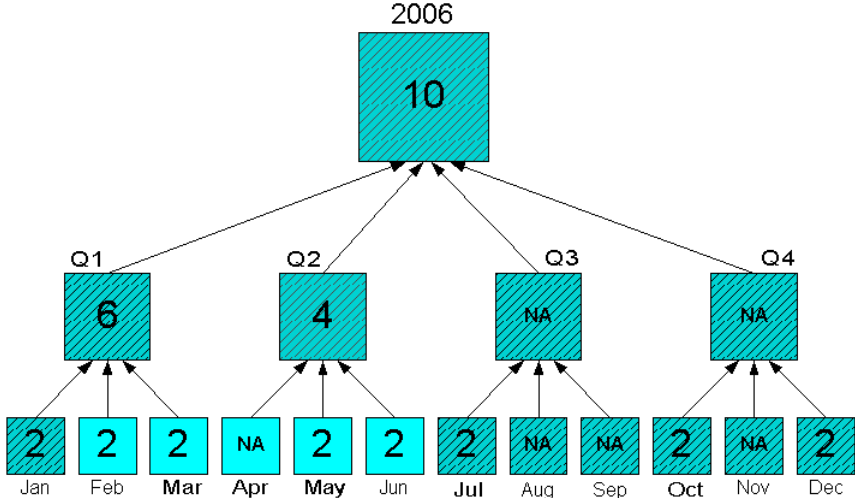 2006
10
Q1 Q2 Q3 Q4
6 4 NA NA
2 2 2 NA 2 2 2 NA NA 2 NA 2
Jan Feb Mar Apr May Jun Jul Aug Sep Oct Nov Dec